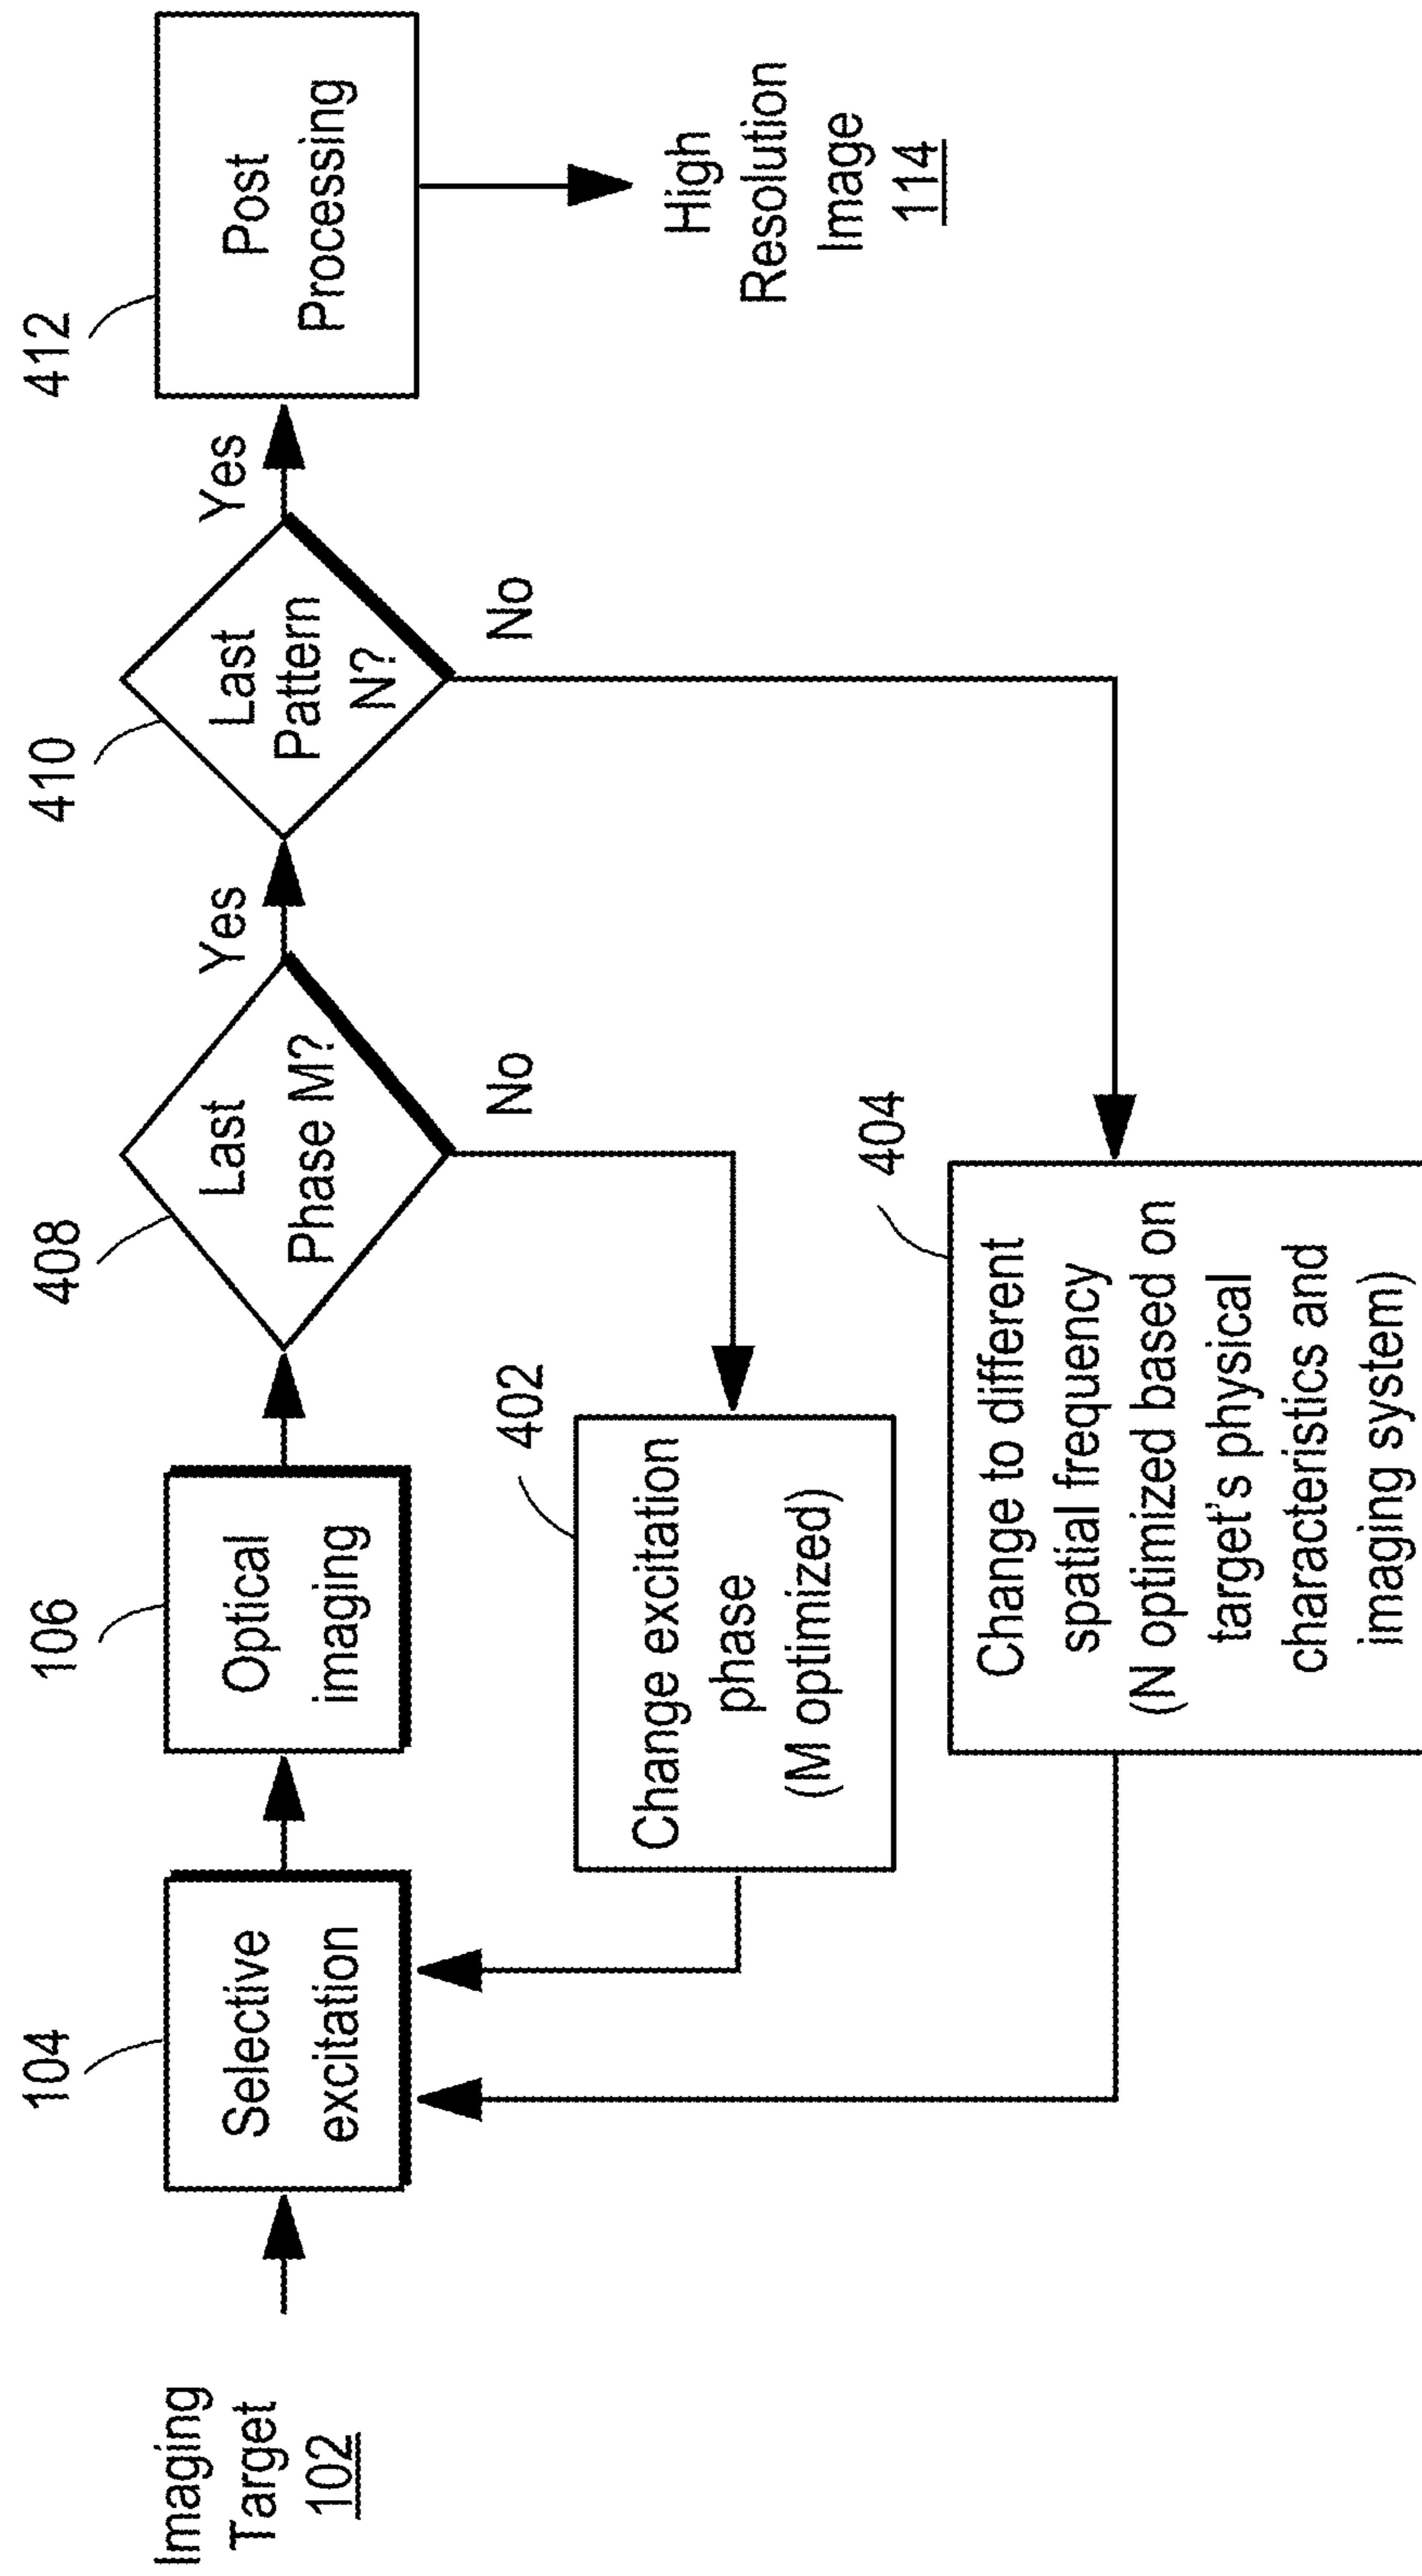 Imaging
Target
102
104
Selective
excitation
106
Optical
imaging
408
Last
Phase M?
Yes
No
410
Last
Pattern
N?
Yes
No
412
Post
Processing
High
Resolution
Image
114
402
Change excitation
phase
(M optimized)
404
Change to different
spatial frequency
(N optimized based on
target's physical
characteristics and
imaging system)